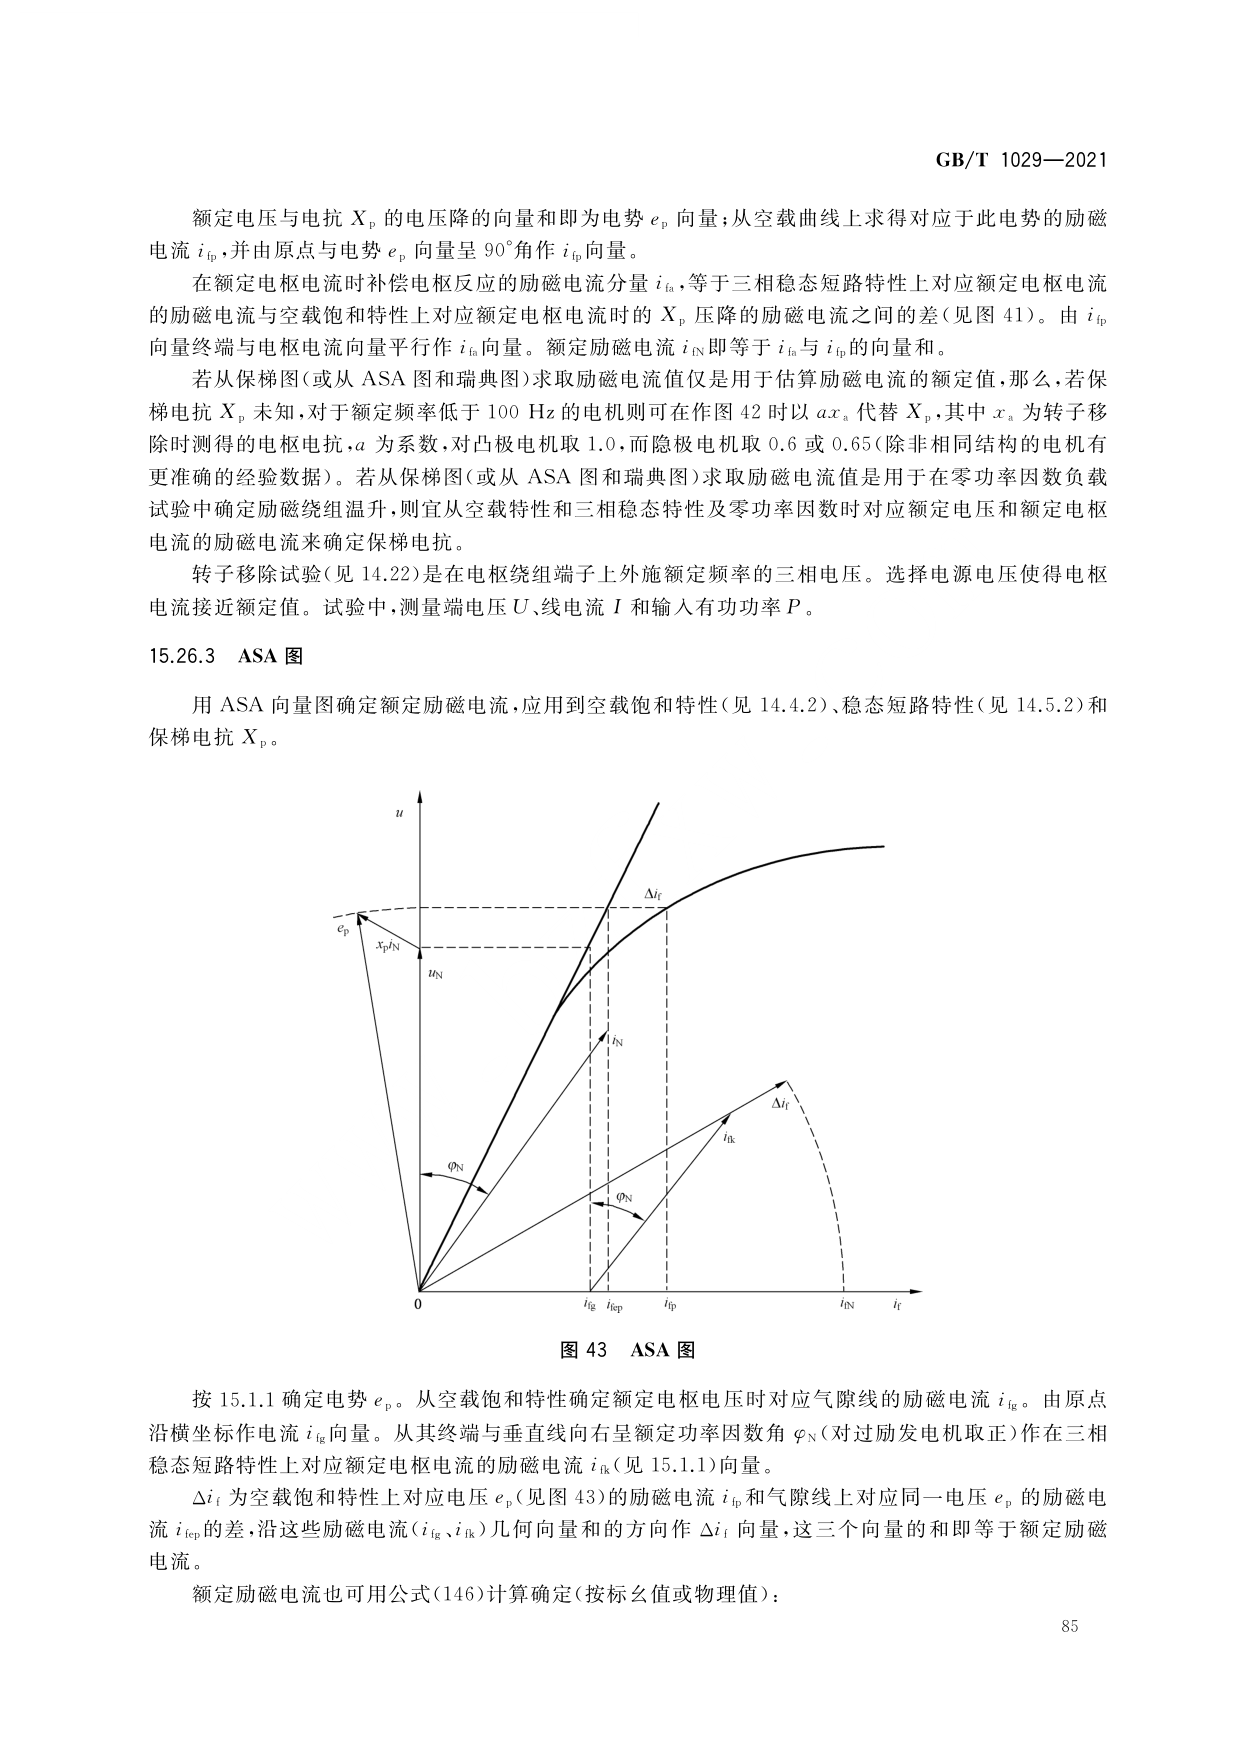 GB/T 1029—2021
额定电压与电抗 Xp 的电压降的向量和即为电势 ep 向量;从空载曲线上求得对应于此电势的励磁
电流 ifp,并由原点与电势 ep 向量呈 90°角作 ifp向量。
在额定电枢电流时补偿电枢反应的励磁电流分量 ifa,等于三相稳态短路特性上对应额定电枢电流
的励磁电流与空载饱和特性上对应额定电枢电流时的 Xp 压降的励磁电流之间的差(见图 41)。由 ifp
向量终端与电枢电流向量平行作 ifa向量。额定励磁电流 ifN即等于 ifa与 ifp的向量和。
若从保梯图(或从 ASA 图和瑞典图)求取励磁电流值仅是用于估算励磁电流的额定值,那么,若保
梯电抗 Xp 未知,对于额定频率低于 100 Hz 的电机则可在作图 42 时以 axa 代替 Xp,其中 xa 为转子移
除时测得的电枢电抗,a 为系数,对凸极电机取 1.0,而隐极电机取 0.6 或 0.65(除非相同结构的电机有
更准确的经验数据)。若从保梯图(或从 ASA 图和瑞典图)求取励磁电流值是用于在零功率因数负载
试验中确定励磁绕组温升,则宜从空载特性和三相稳态特性及零功率因数时对应额定电压和额定电枢
电流的励磁电流来确定保梯电抗。
转子移除试验(见 14.22)是在电枢绕组端子上外施额定频率的三相电压。选择电源电压使得电枢
电流接近额定值。试验中,测量端电压 U、线电流 I 和输入有功功率 P。
15.26.3 ASA 图
用 ASA 向量图确定额定励磁电流,应用到空载饱和特性(见 14.4.2)、稳态短路特性(见 14.5.2)和
保梯电抗 Xp。
u
Δif
ep
xpiN
uN
iN
Δif
ifk
φN
φN
0
ifg ifep ifp ifN if
图 43 ASA 图
按 15.1.1 确定电势 ep。从空载饱和特性确定额定电枢电压时对应气隙线的励磁电流 ifg。由原点
沿横坐标作电流 ifg向量。从其终端与垂直线向右呈额定功率因数角 φN(对过励发电机取正)作在三相
稳态短路特性上对应额定电枢电流的励磁电流 ifk(见 15.1.1)向量。
Δif 为空载饱和特性上对应电压 ep(见图 43)的励磁电流 ifp和气隙线上对应同一电压 ep 的励磁电
流 ifep的差,沿这些励磁电流(ifg、ifk)几何向量和的方向作 Δif 向量,这三个向量的和即等于额定励磁
电流。
额定励磁电流也可用公式(146)计算确定(按标幺值或物理值):
85